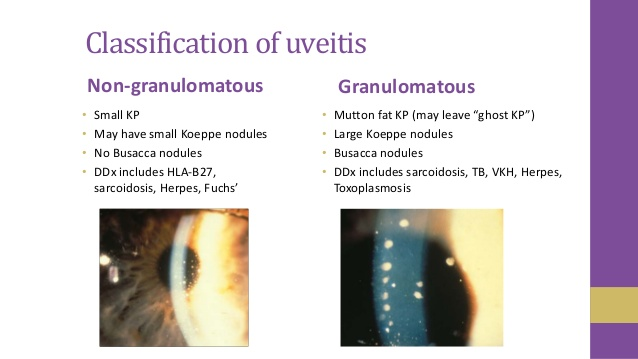 Classification of uveitis
Non-granulomatous
• Small KP
• May have small Koeppe nodules
• No Busacca nodules
• DDx includes HLA-B27,
sarcoidosis, Herpes, Fuchs’
Granulomatous
• Mutton fat KP (may leave “ghost KP”)
• Large Koeppe nodules
• Busacca nodules
• DDx includes sarcoidosis, TB, VKH, Herpes,
Toxoplasmosis